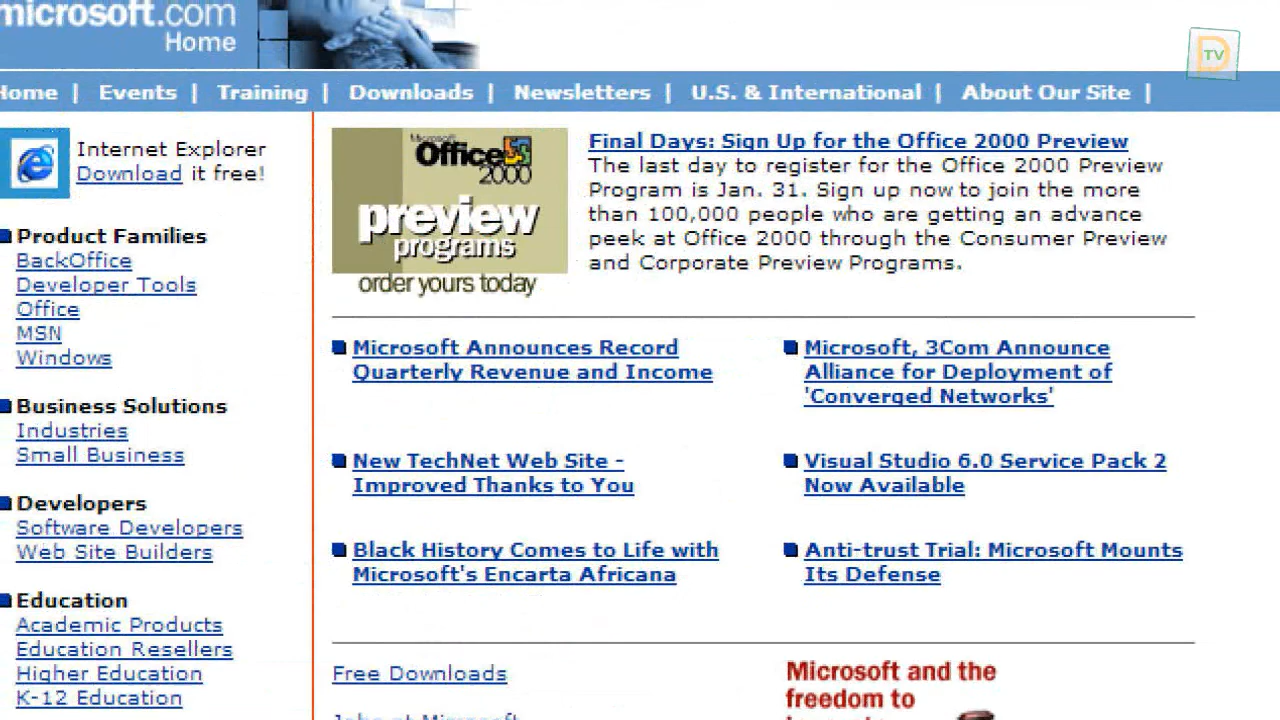 microsoft.com
Home
D
TV
Home | Events | Training | Downloads | Newsletters | U.S. & International | About Our Site |
Internet Explorer
Download it free!
Product Families
BackOffice
Developer Tools
Office
MSN
Windows
Business Solutions
Industries
Small Business
Developers
Software Developers
Web Site Builders
Education
Academic Products
Education Resellers
Higher Education
K-12 Education
Microsoft
Office
2000
preview
programs
order yours today
Final Days: Sign Up for the Office 2000 Preview
The last day to register for the Office 2000 Preview
Program is Jan. 31. Sign up now to join the more
than 100,000 people who are getting an advance
peek at Office 2000 through the Consumer Preview
and Corporate Preview Programs.
Microsoft Announces Record
Quarterly Revenue and Income
Microsoft, 3Com Announce
Alliance for Deployment of
'Converged Networks'
New TechNet Web Site -
Improved Thanks to You
Visual Studio 6.0 Service Pack 2
Now Available
Black History Comes to Life with
Microsoft's Encarta Africana
Anti-trust Trial: Microsoft Mounts
Its Defense
Free Downloads
Jobs at Microsoft
Microsoft and the
freedom to